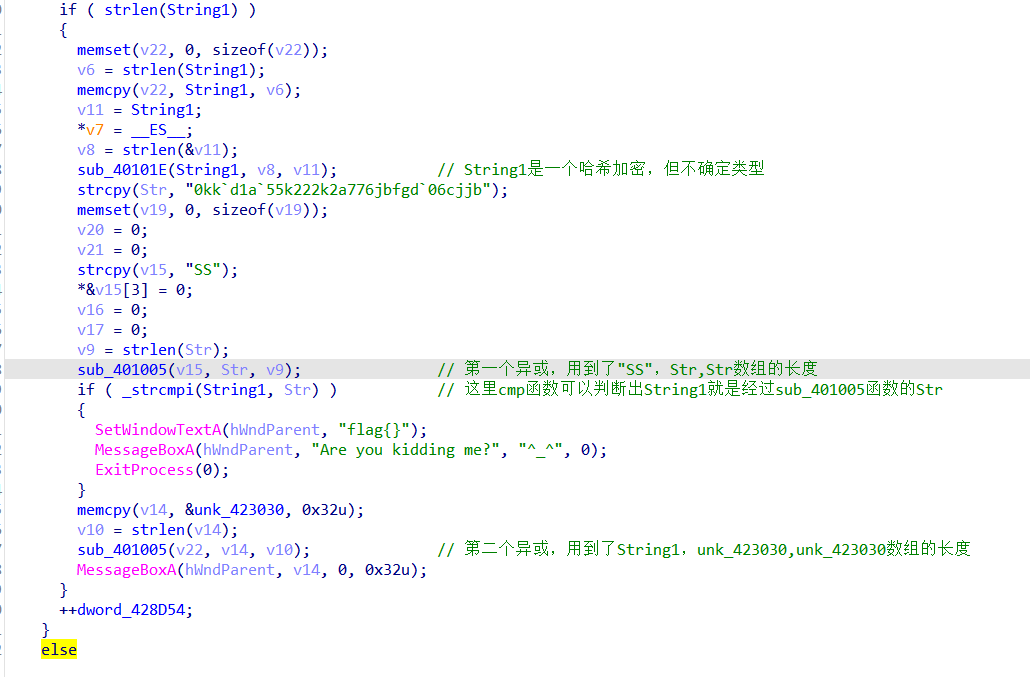 if ( strlen(String1) )
{
memset(v22, 0, sizeof(v22));
v6 = strlen(String1);
memcpy(v22, String1, v6);
v11 = String1;
*v7 = __ES__;
v8 = strlen(&v11);
sub_40101E(String1, v8, v11); // String1是一个哈希加密，但不确定类型
strcpy(Str, "0kk`d1a`55k222k2a776jbfgd`06cjjb");
memset(v19, 0, sizeof(v19));
v20 = 0;
v21 = 0;
strcpy(v15, "SS");
*&v15[3] = 0;
v16 = 0;
v17 = 0;
v9 = strlen(Str);
sub_401005(v15, Str, v9); // 第一个异或，用到了"SS"，Str,Str数组的长度
if ( _strcmpi(String1, Str) ) // 这里cmp函数可以判断出String1就是经过sub_401005函数的Str
{
SetWindowTextA(hWndParent, "flag{}");
MessageBoxA(hWndParent, "Are you kidding me?", "^_^", 0);
ExitProcess(0);
}
memcpy(v14, &unk_423030, 0x32u);
v10 = strlen(v14);
sub_401005(v22, v14, v10); // 第二个异或，用到了String1，unk_423030,unk_423030数组的长度
MessageBoxA(hWndParent, v14, 0, 0x32u);
}
++dword_428D54;
}
else